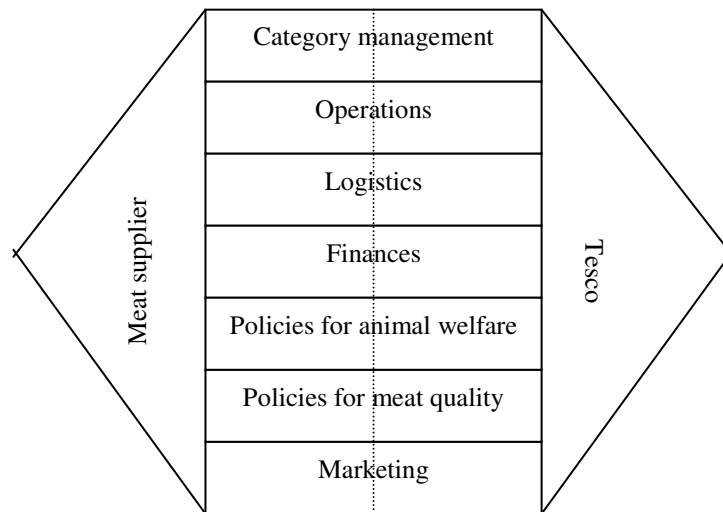 Category management
Operations
Logistics
Finances
Policies for animal welfare
Policies for meat quality
Marketing
Meat supplier
Tesco